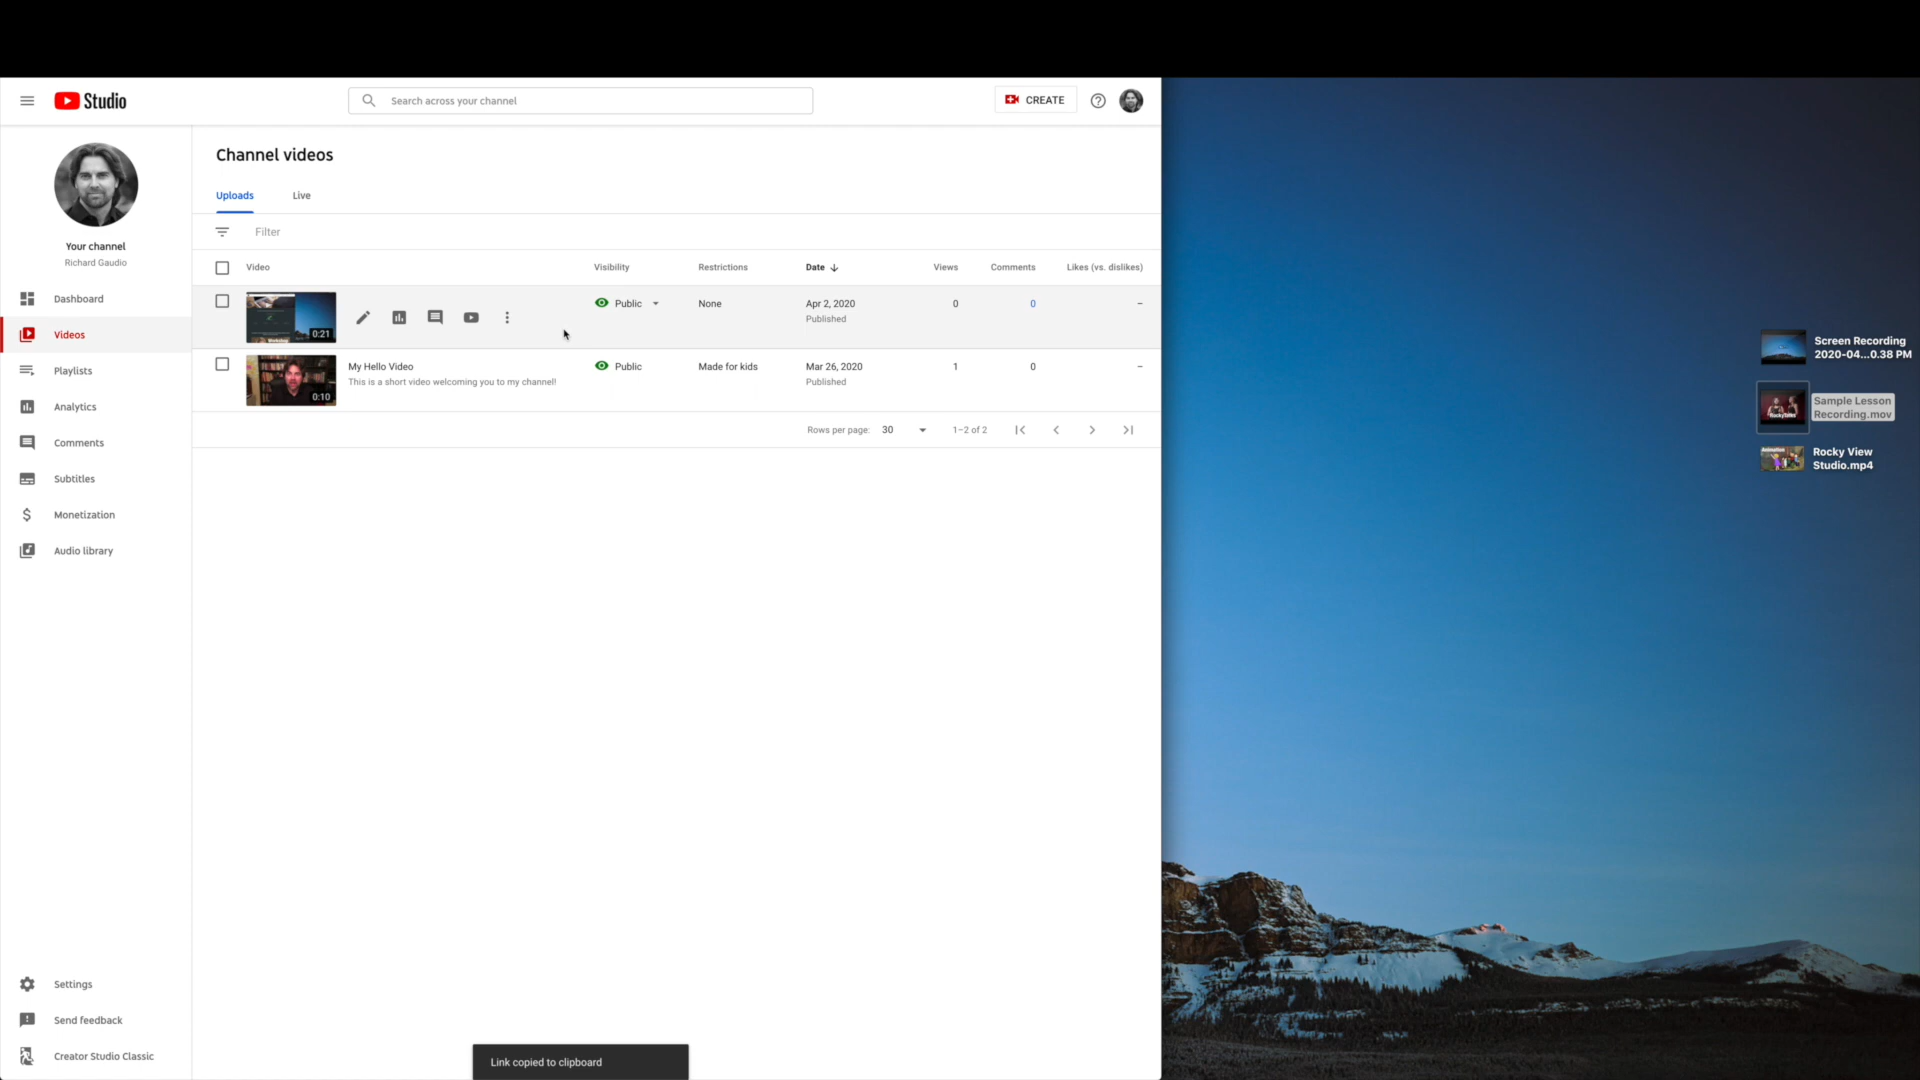 Studio
Search across your channel
CREATE
Channel videos
Uploads
Live
Your channel
Richard Gaudio
Filter
Video
Visibility
Restrictions
Date
Views
Comments
Likes (vs. dislikes)
Dashboard
Videos
Playlists
Analytics
Comments
Subtitles
Monetization
Audio library
0:21
Public
None
Apr 2, 2020
Published
0
0
–
0:10
My Hello Video
This is a short video welcoming you to my channel!
Public
Made for kids
Mar 26, 2020
Published
1
0
–
Rows per page:
30
1–2 of 2
Screen Recording
2020-04...0.38 PM
Sample Lesson
Recording.mov
Rocky View
Studio.mp4
Settings
Send feedback
Creator Studio Classic
Link copied to clipboard